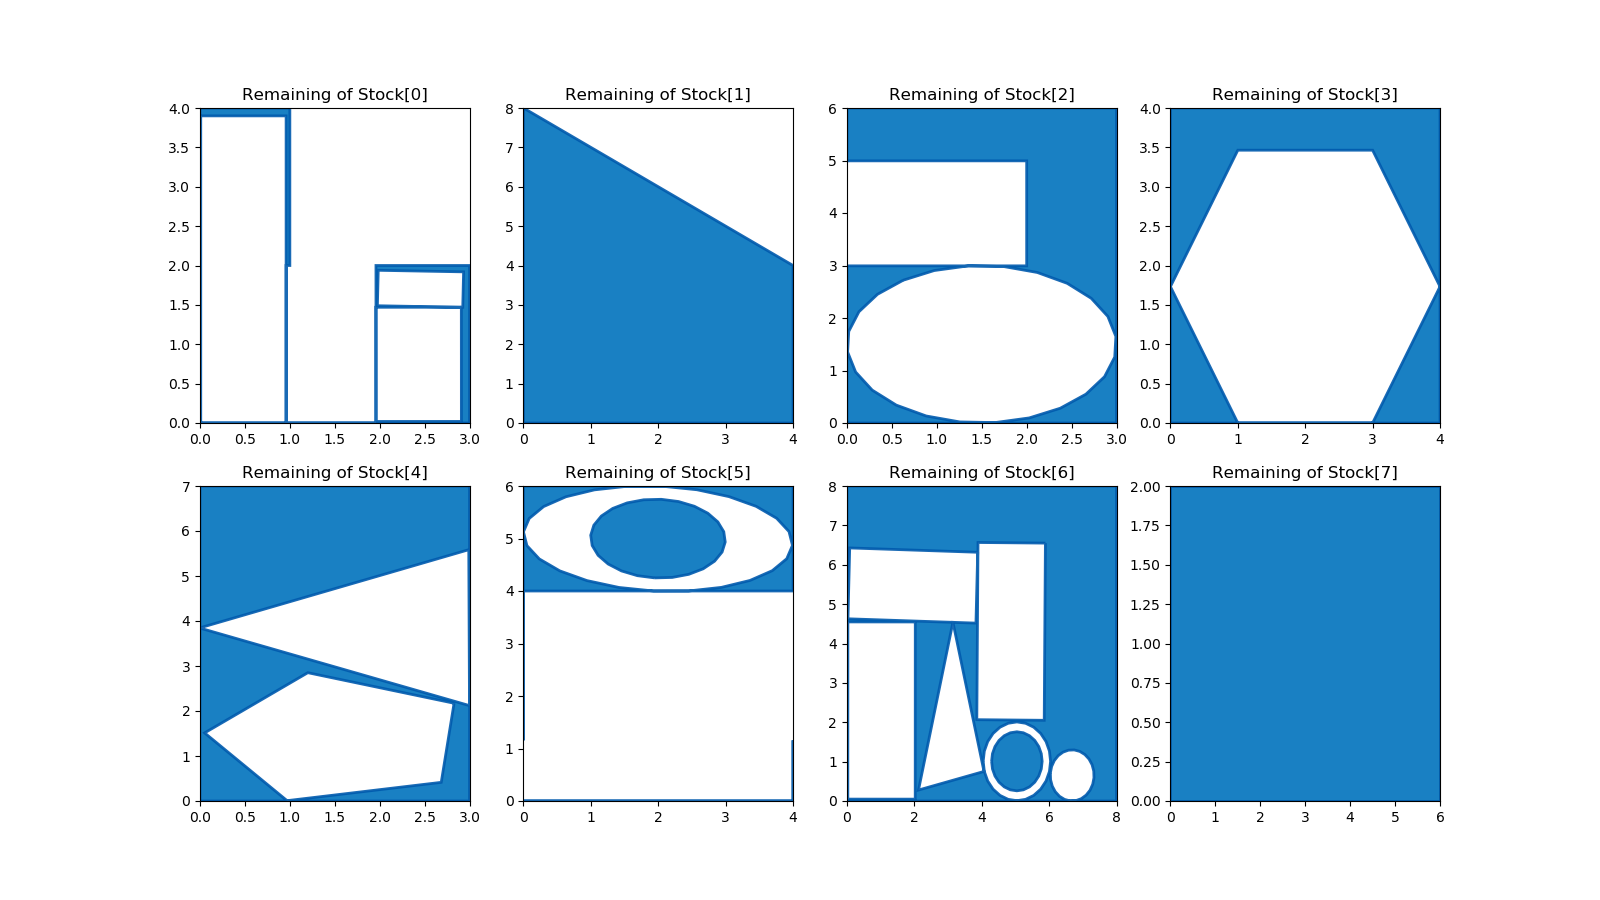 Remaining of Stock[0] Remaining of Stock[1] Remaining of Stock[2] Remaining of Stock[3]
4.0 8 6 4.0
3.5 7 3.5
5
3.0 6 3.0
2.5 5 4 2.5
2.0 4 3 2.0
1.5 3 1.5
2
1.0 2 1.0
1
0.5 1 0.5
0.0 0 0 0.0
0.0 0.5 1.0 1.5 2.0 2.5 3.0 0 1 2 3 4 0.0 0.5 1.0 1.5 2.0 2.5 3.0 0 1 2 3 4
Remaining of Stock[4] Remaining of Stock[5] Remaining of Stock[6] Remaining of Stock[7]
7 6 8 2.00
6 7 1.75
5
5 6 1.50
4 4 5 1.25
3 4 1.00
3
3 0.75
2 2
2 0.50
1 1 1 0.25
0 0 0 0.00
0.0 0.5 1.0 1.5 2.0 2.5 3.0 0 1 2 3 4 0 2 4 6 8 0 1 2 3 4 5 6